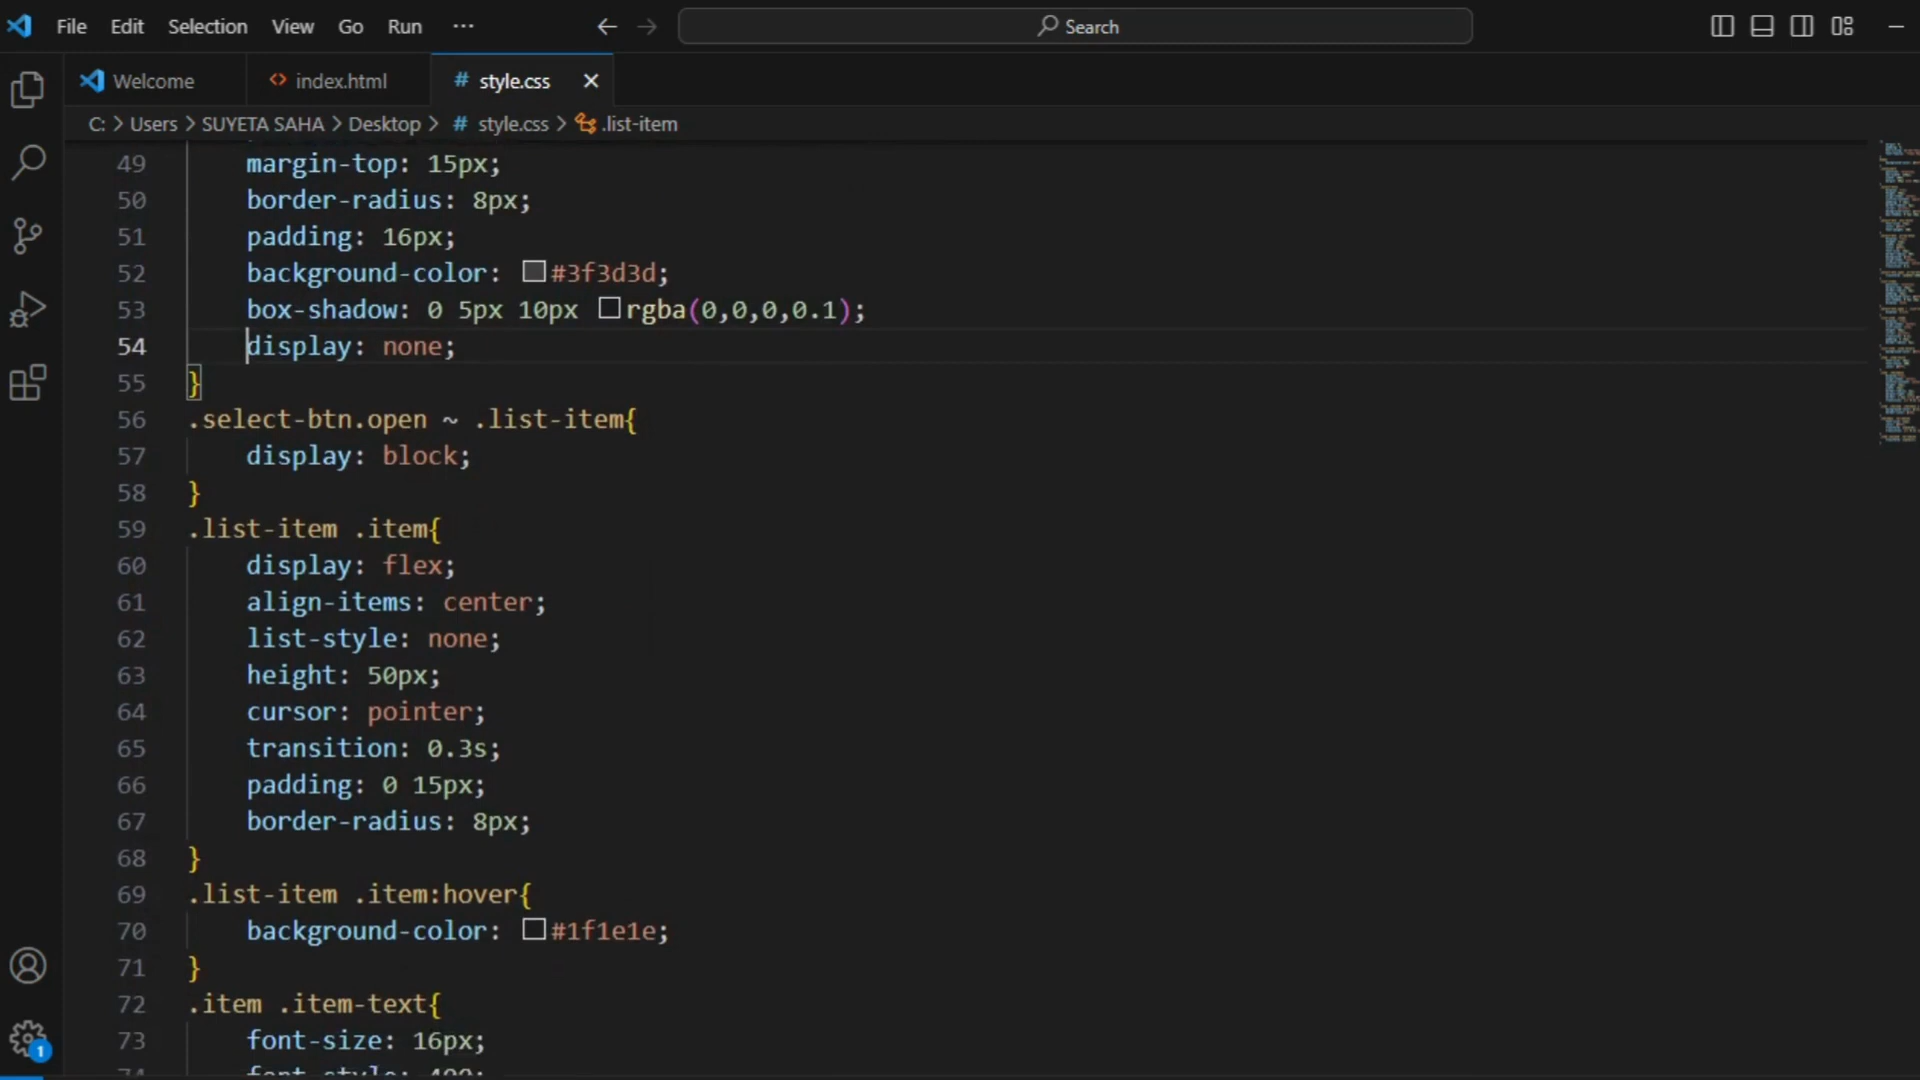 File Edit Selection View Go Run ··· Search
Welcome index.html # style.css
C: > Users > SUYETA SAHA > Desktop > # style.css > .list-item
49 margin-top: 15px;
50 border-radius: 8px;
51 padding: 16px;
52 background-color: #3f3d3d;
53 box-shadow: 0 5px 10px rgba(0,0,0,0.1);
54 display: none;
55 }
56 .select-btn.open ~ .list-item{
57 display: block;
58 }
59 .list-item .item{
60 display: flex;
61 align-items: center;
62 list-style: none;
63 height: 50px;
64 cursor: pointer;
65 transition: 0.3s;
66 padding: 0 15px;
67 border-radius: 8px;
68 }
69 .list-item .item:hover{
70 background-color: #1f1e1e;
71 }
72 .item .item-text{
73 font-size: 16px;
74 font-style: 400;
1